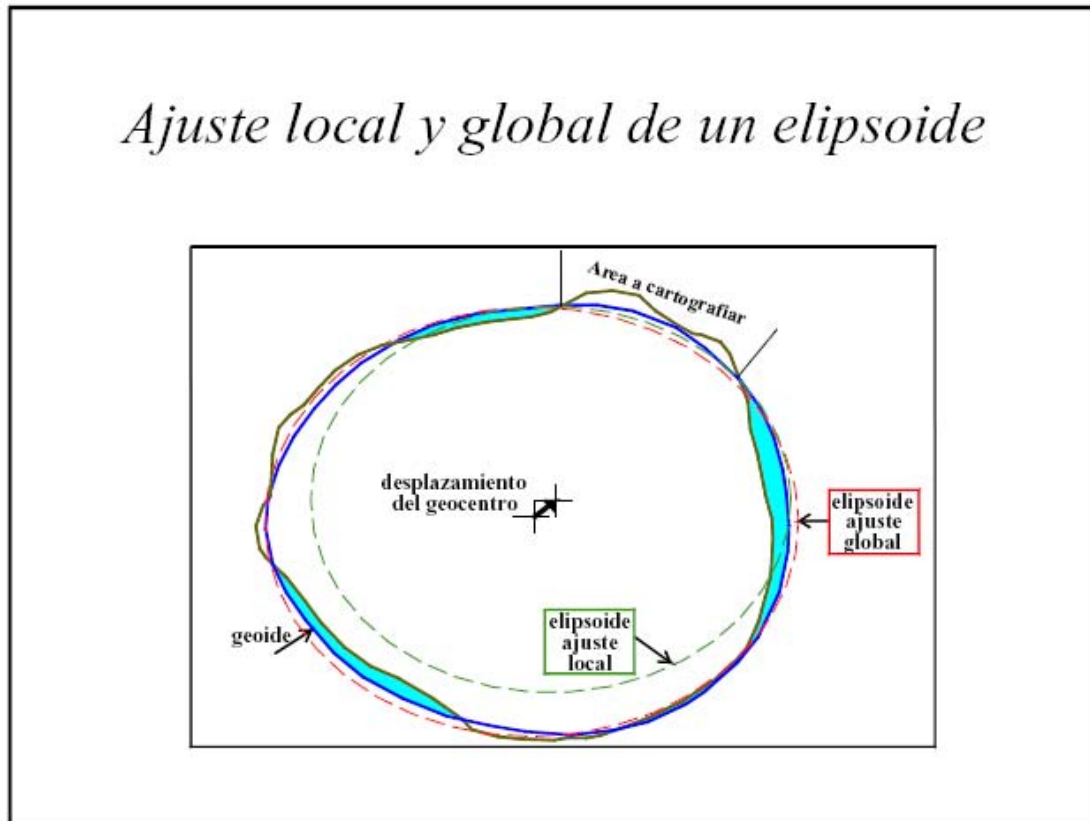 Ajuste local y global de un elipsoide
Area a cartografiar
desplazamiento
del geocentro
elipsoide
ajuste
global
elipsoide
ajuste
local
geoide